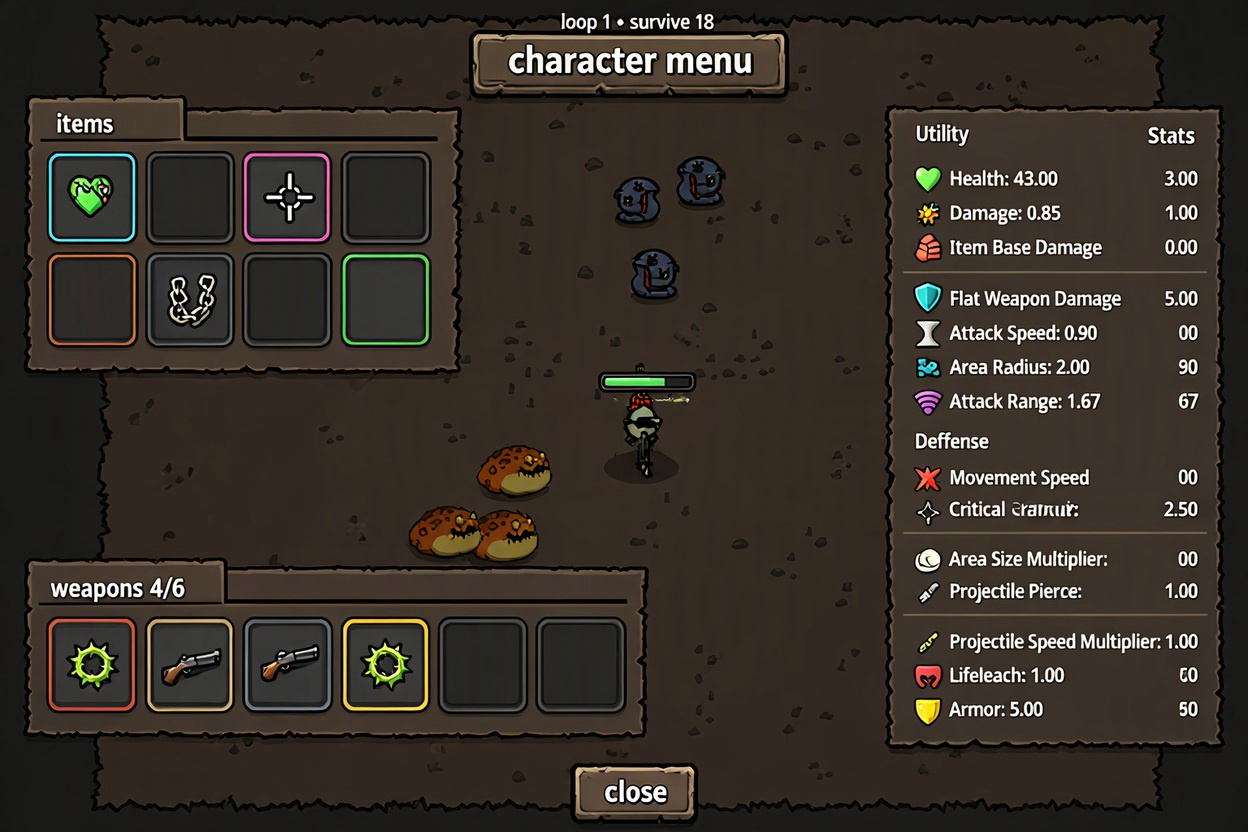 loop 1 • survive 18
character menu
items
weapons 4/6
Utility Stats
Health: 43.00 3.00
Damage: 0.85 1.00
Item Base Damage 0.00
Flat Weapon Damage 5.00
Attack Speed: 0.90 00
Area Radius: 2.00 90
Attack Range: 1.67 67
Deffense
Movement Speed 00
Critical 2.50
Area Size Multiplier: 00
Projectile Pierce: 1.00
Projectile Speed Multiplier: 1.00
Lifeleach: 1.00
Armor: 5.00 50
close